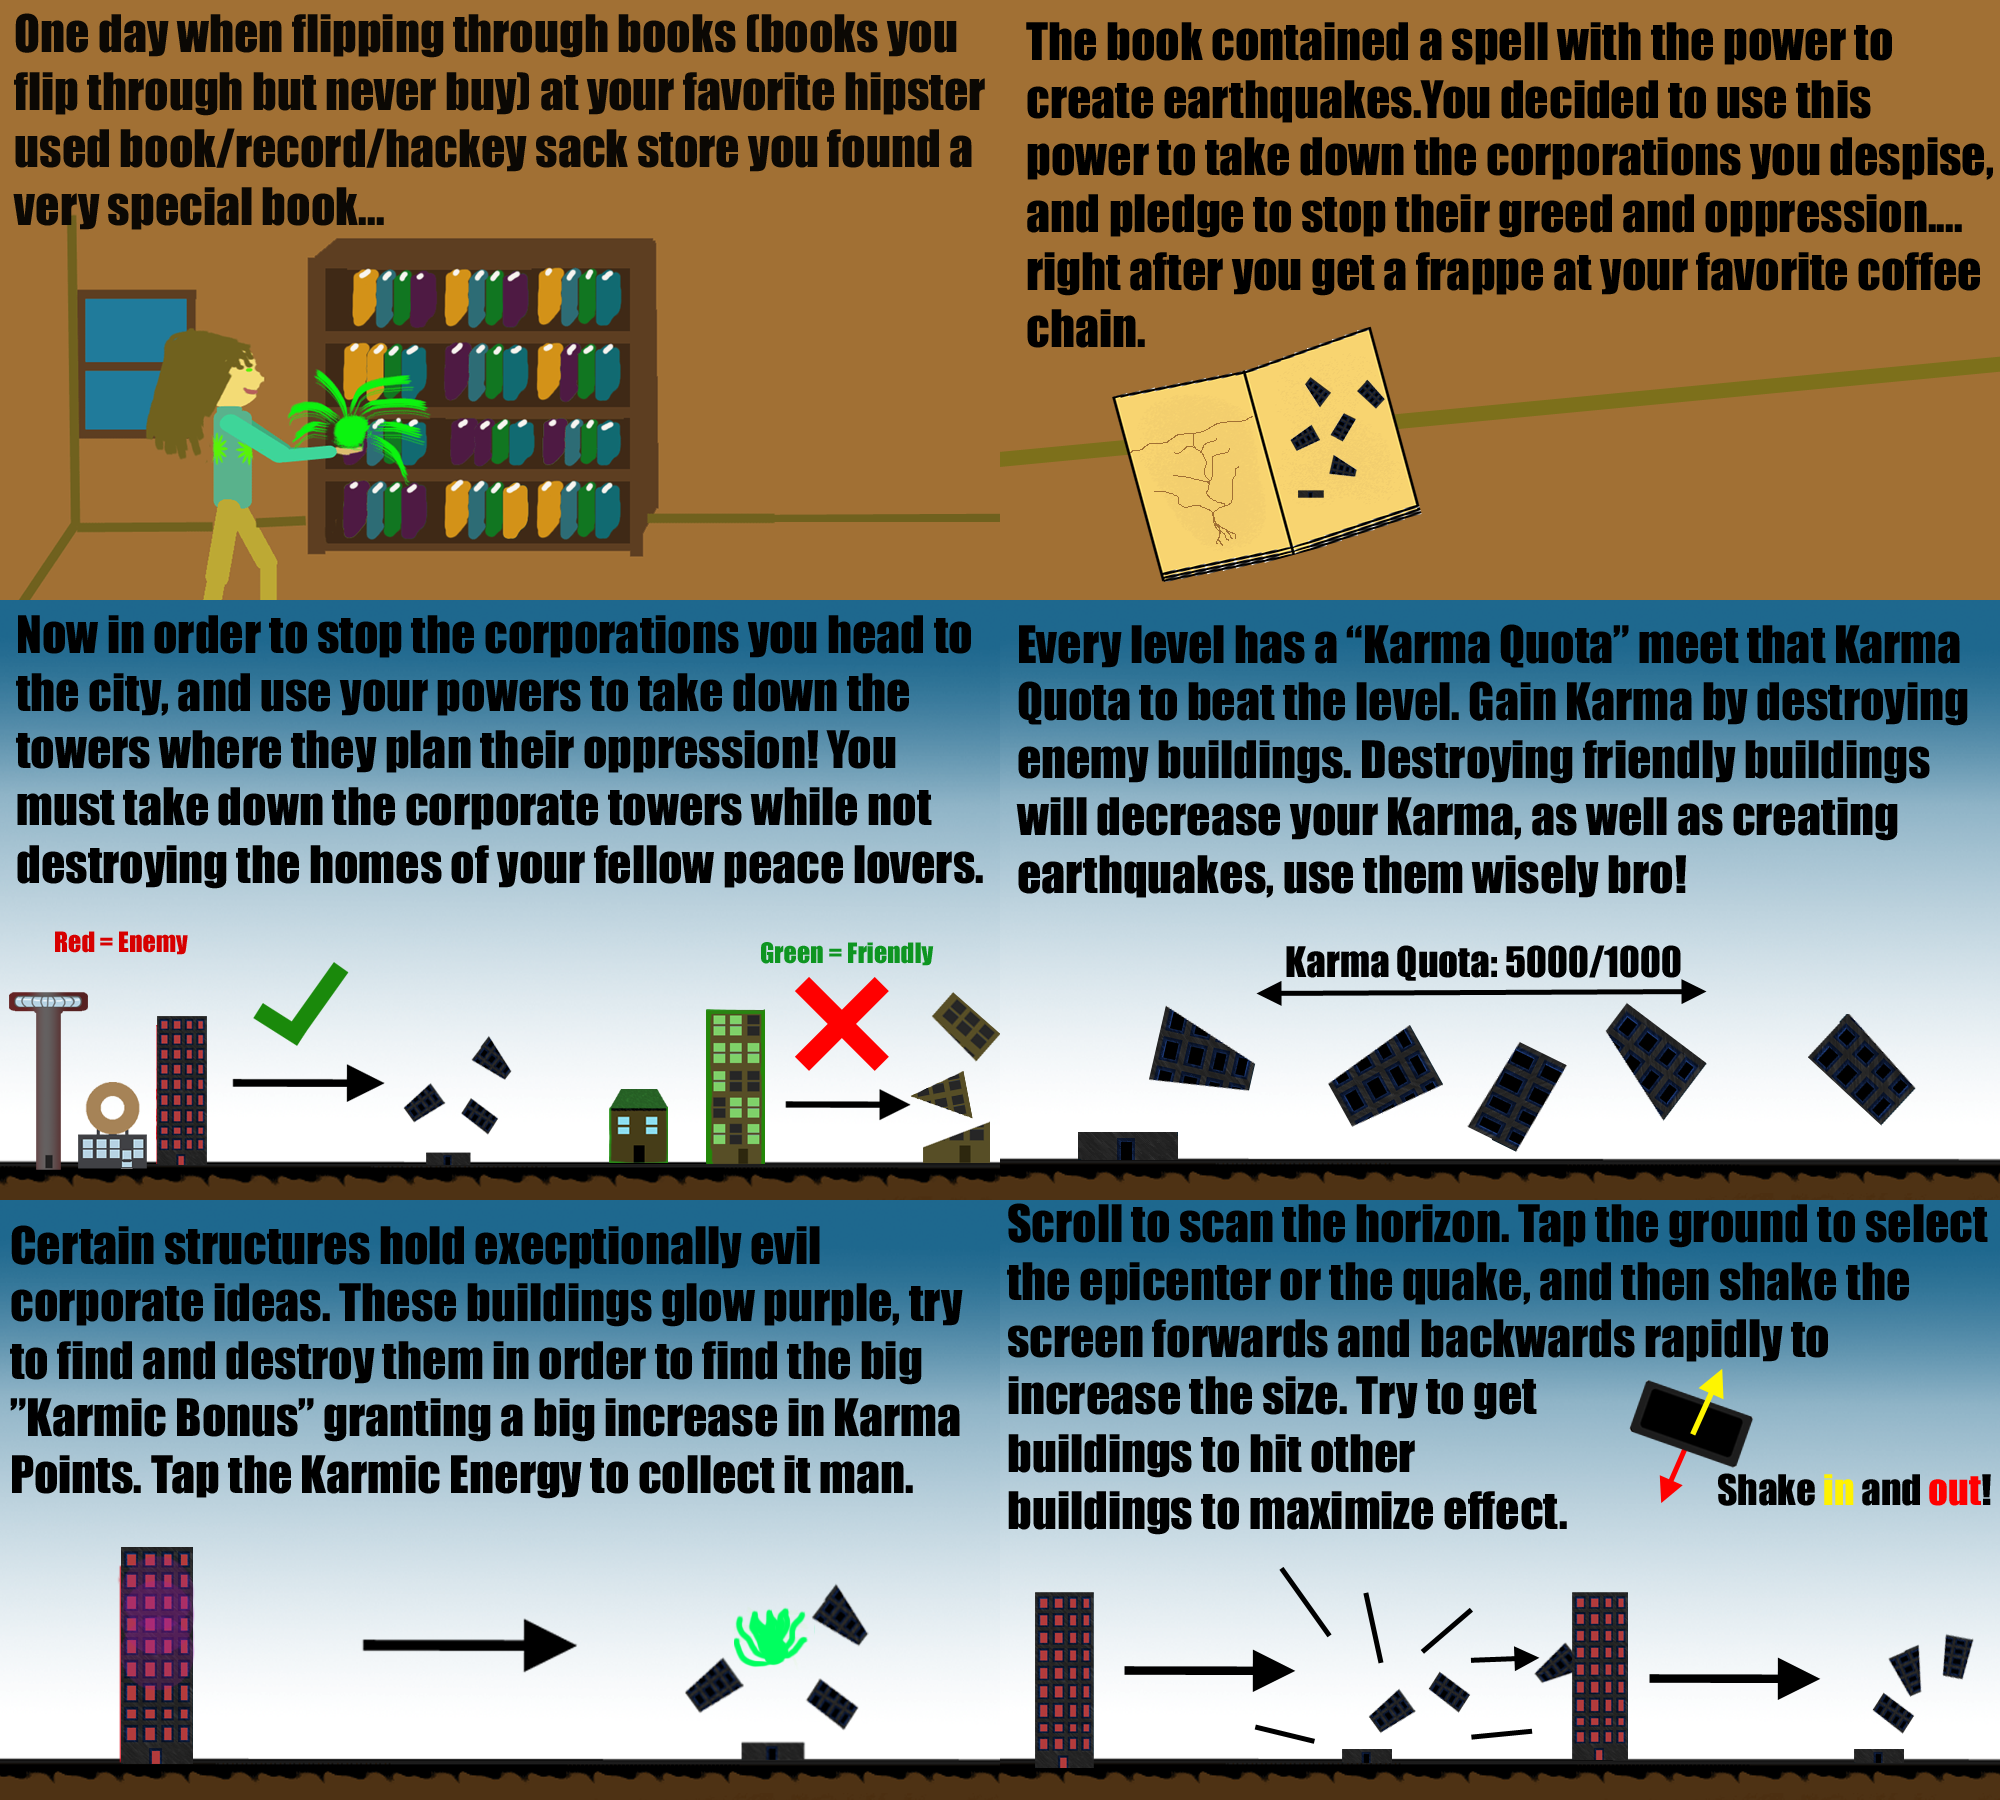 One day when flipping through books (books you
flip through but never buy) at your favorite hipster
used book/record/hackey sack store you found a
very special book...
The book contained a spell with the power to
create earthquakes.You decided to use this
power to take down the corporations you despise,
and pledge to stop their greed and oppression....
right after you get a frappe at your favorite coffee
chain.
Now in order to stop the corporations you head to
the city, and use your powers to take down the
towers where they plan their oppression! You
must take down the corporate towers while not
destroying the homes of your fellow peace lovers.
Red = Enemy
Green = Friendly
Every level has a “Karma Quota” meet that Karma
Quota to beat the level. Gain Karma by destroying
enemy buildings. Destroying friendly buildings
will decrease your Karma, as well as creating
earthquakes, use them wisely bro!
Karma Quota: 5000/1000
Certain structures hold execptionally evil
corporate ideas. These buildings glow purple, try
to find and destroy them in order to find the big
”Karmic Bonus” granting a big increase in Karma
Points. Tap the Karmic Energy to collect it man.
Scroll to scan the horizon. Tap the ground to select
the epicenter or the quake, and then shake the
screen forwards and backwards rapidly to
increase the size. Try to get
buildings to hit other
buildings to maximize effect.
Shake in and out!